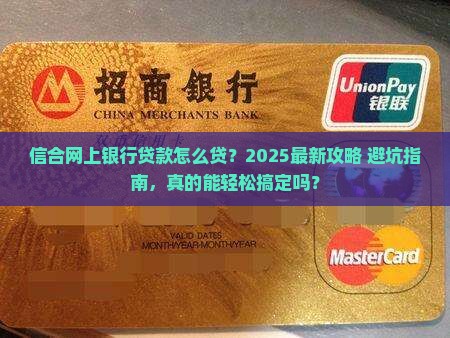 招商銀行
CHINA MERCHANTS BANK
UnionPay
银联
信合网上银行贷款怎么贷？2025最新攻略 避坑指
南，真的能轻松搞定吗？
VALID DATES
MONTH/YEAR-MONTH/YEAR
MasterCard